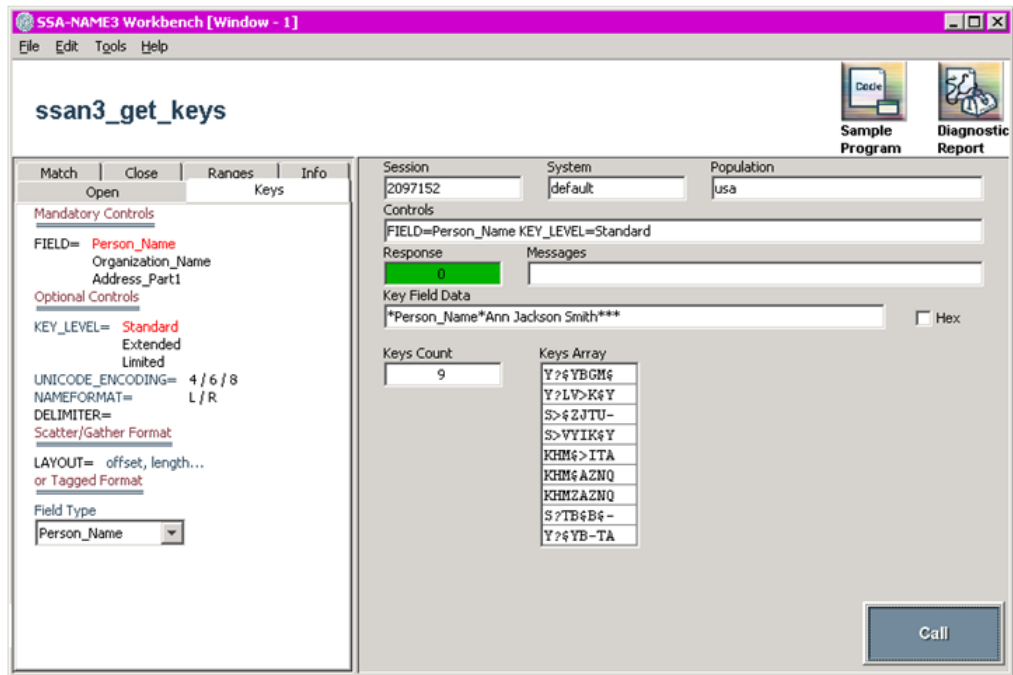 SSA-NAME3 Workbench [Window - 1]
File Edit Tools Help
ssan3_get_keys
Code
Sample Program
Diagnostic Report
Match Close Ranges Info
Open Keys
Mandatory Controls
FIELD= Person_Name
Organization_Name
Address_Part1
Optional Controls
KEY_LEVEL= Standard
Extended
Limited
UNICODE_ENCODING= 4 / 6 / 8
NAMEFORMAT= L / R
DELIMITER=
Scatter/Gather Format
LAYOUT= offset, length...
or Tagged Format
Field Type
Person_Name
Session System Population
2097152 default usa
Controls
FIELD=Person_Name KEY_LEVEL=Standard
Response Messages
0
Key Field Data
*Person_Name*Ann Jackson Smith***
Hex
Keys Count Keys Array
9
Y?$YBGM$
Y?LV>K$Y
S>$ZJTU-
S>VYIK$Y
KHM$>ITA
KHM$AZNQ
KHMZAZNQ
S?TB$B$-
Y?$YB-TA
Call